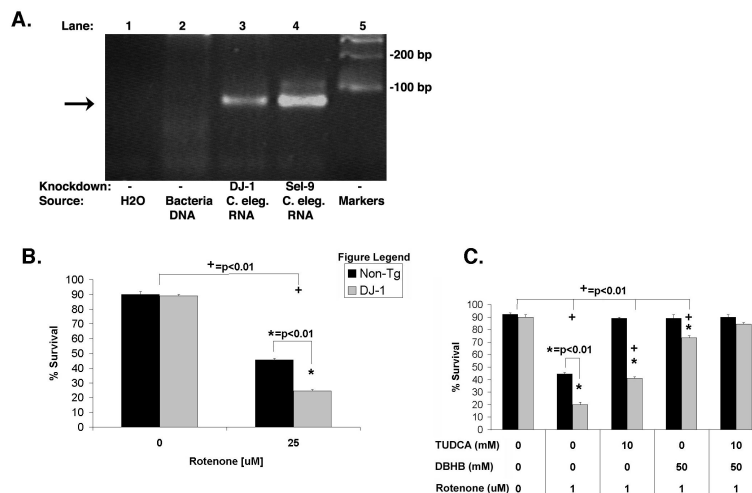 A.
Lane: 1 2 3 4 5
-200 bp
-100 bp
Knockdown: - - DJ-1 Sel-9 -
Source: H2O Bacteria C. eleg. C. eleg. Markers
DNA RNA RNA
B.
Figure Legend
Non-Tg
DJ-1
+=p<0.01
+
*=p<0.01
*
% Survival
100
90
80
70
60
50
40
30
20
10
0
0 25
Rotenone [uM]
C.
+=p<0.01
+ + +
*=p<0.01
* * *
% Survival
100
90
80
70
60
50
40
30
20
10
0
TUDCA (mM) 0 0 10 0 10
DBHB (mM) 0 0 0 50 50
Rotenone (uM) 0 1 1 1 1